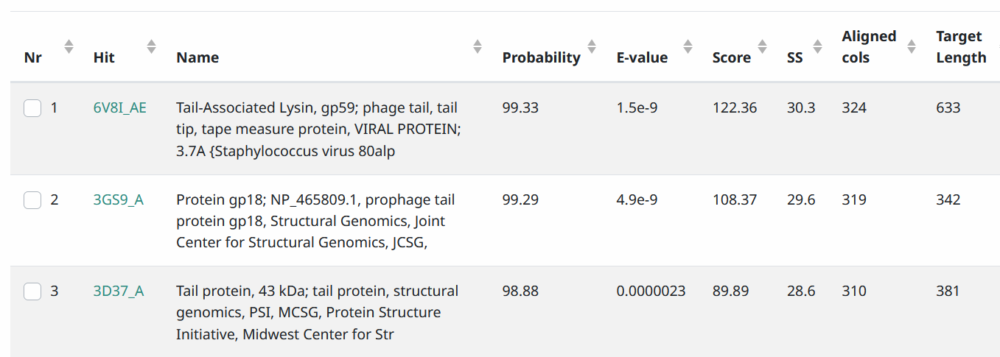 Nr Hit Name Probability E-value Score SS Aligned cols Target Length
1 6V8I_AE Tail-Associated Lysin, gp59; phage tail, tail 99.33 1.5e-9 122.36 30.3 324 633
tip, tape measure protein, VIRAL PROTEIN;
3.7A {Staphylococcus virus 80alp
2 3GS9_A Protein gp18; NP_465809.1, prophage tail 99.29 4.9e-9 108.37 29.6 319 342
protein gp18, Structural Genomics, Joint
Center for Structural Genomics, JCSG,
3 3D37_A Tail protein, 43 kDa; tail protein, structural 98.88 0.0000023 89.89 28.6 310 381
genomics, PSI, MCSG, Protein Structure
Initiative, Midwest Center for Str